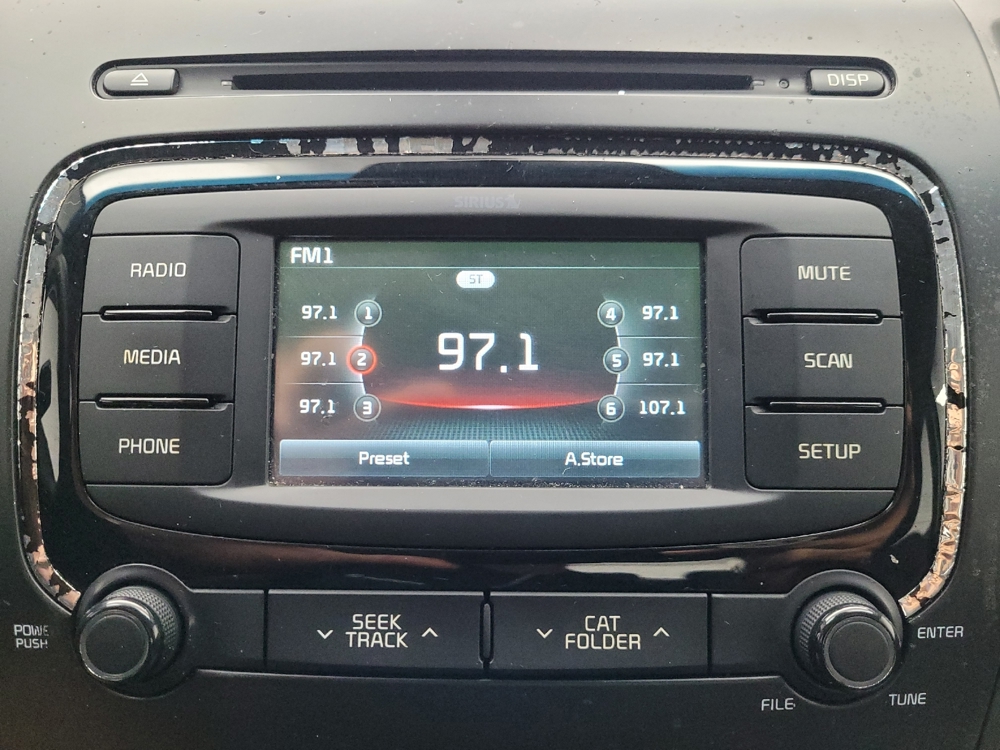 DISP
SIRIUS
RADIO
MEDIA
PHONE
FM1
ST
97.1 1
97.1 2
97.1 3
97.1
4 97.1
5 97.1
6 107.1
Preset
A.Store
MUTE
SCAN
SETUP
POWE
PUSH
SEEK
TRACK
CAT
FOLDER
ENTER
FILE
TUNE